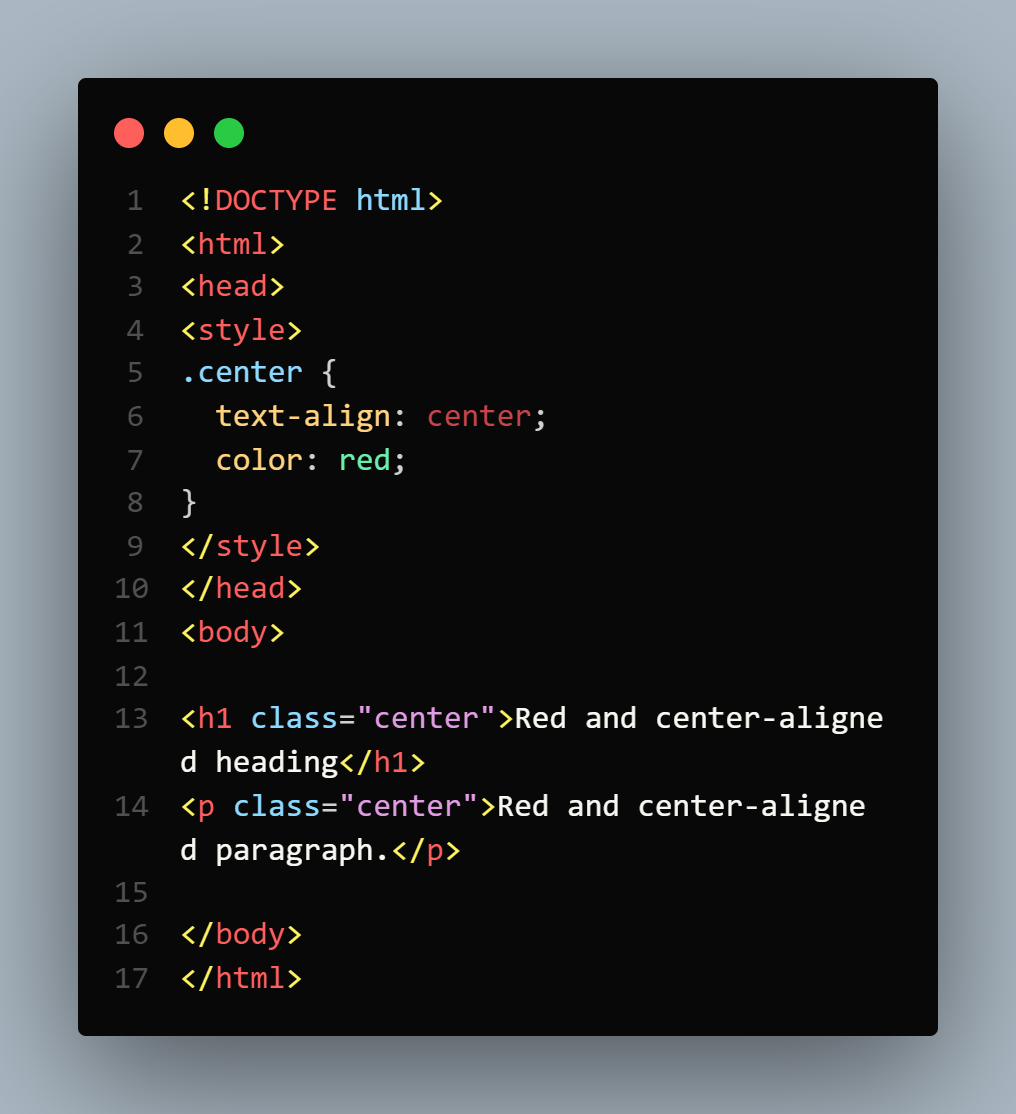 1 <!DOCTYPE html>
2 <html>
3 <head>
4 <style>
5 .center {
6   text-align: center;
7   color: red;
8 }
9 </style>
10 </head>
11 <body>
12
13 <h1 class="center">Red and center-aligne
d heading</h1>
14 <p class="center">Red and center-aligne
d paragraph.</p>
15
16 </body>
17 </html>